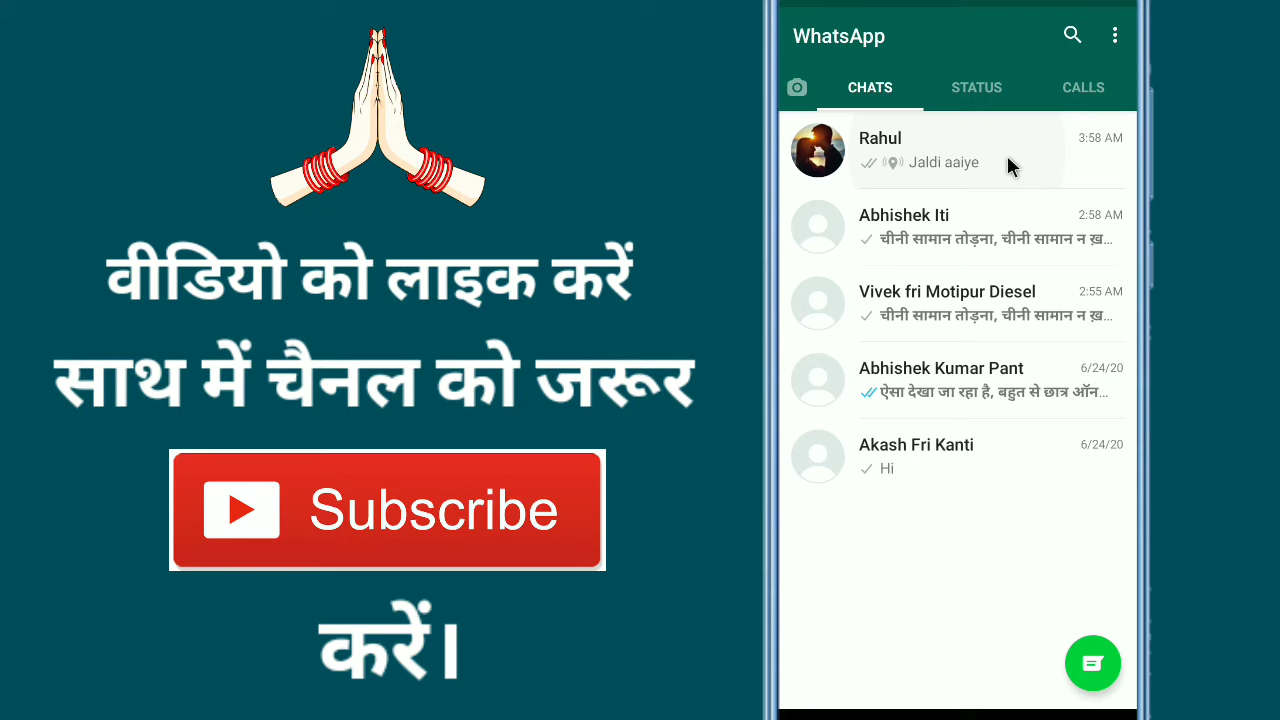 वीडियो को लाइक करें
साथ में चैनल को जरूर
Subscribe
करें।
WhatsApp
CHATS
STATUS
CALLS
Rahul
3:58 AM
Jaldi aaiye
Abhishek Iti
2:58 AM
चीनी सामान तोड़ना, चीनी सामान न ख़...
Vivek fri Motipur Diesel
2:55 AM
चीनी सामान तोड़ना, चीनी सामान न ख़...
Abhishek Kumar Pant
6/24/20
ऐसा देखा जा रहा है, बहुत से छात्र ऑन...
Akash Fri Kanti
6/24/20
Hi